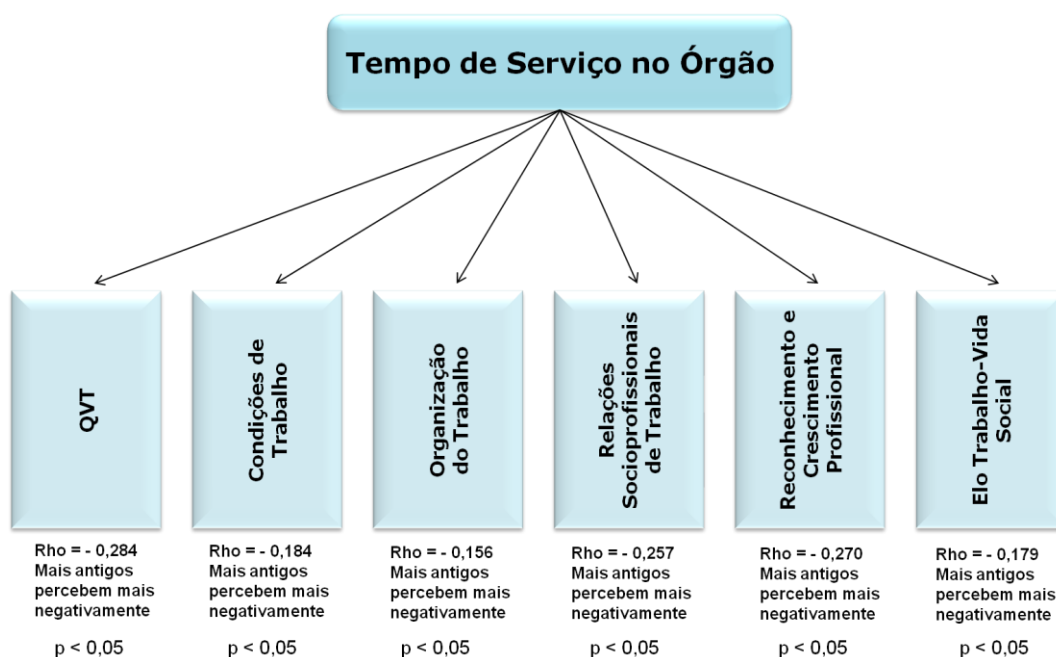 Tempo de Serviço no Órgão
QVT
Condições de
Trabalho
Organização
do Trabalho
Relações
Socioprofissionais
de Trabalho
Reconhecimento e
Crescimento
Profissional
Elo Trabalho-Vida
Social
Rho = - 0,284
Mais antigos
percebem mais
negativamente
p < 0,05
Rho = - 0,184
Mais antigos
percebem mais
negativamente
p < 0,05
Rho = - 0,156
Mais antigos
percebem mais
negativamente
p < 0,05
Rho = - 0,257
Mais antigos
percebem mais
negativamente
p < 0,05
Rho = - 0,270
Mais antigos
percebem mais
negativamente
p < 0,05
Rho = - 0,179
Mais antigos
percebem mais
negativamente
p < 0,05